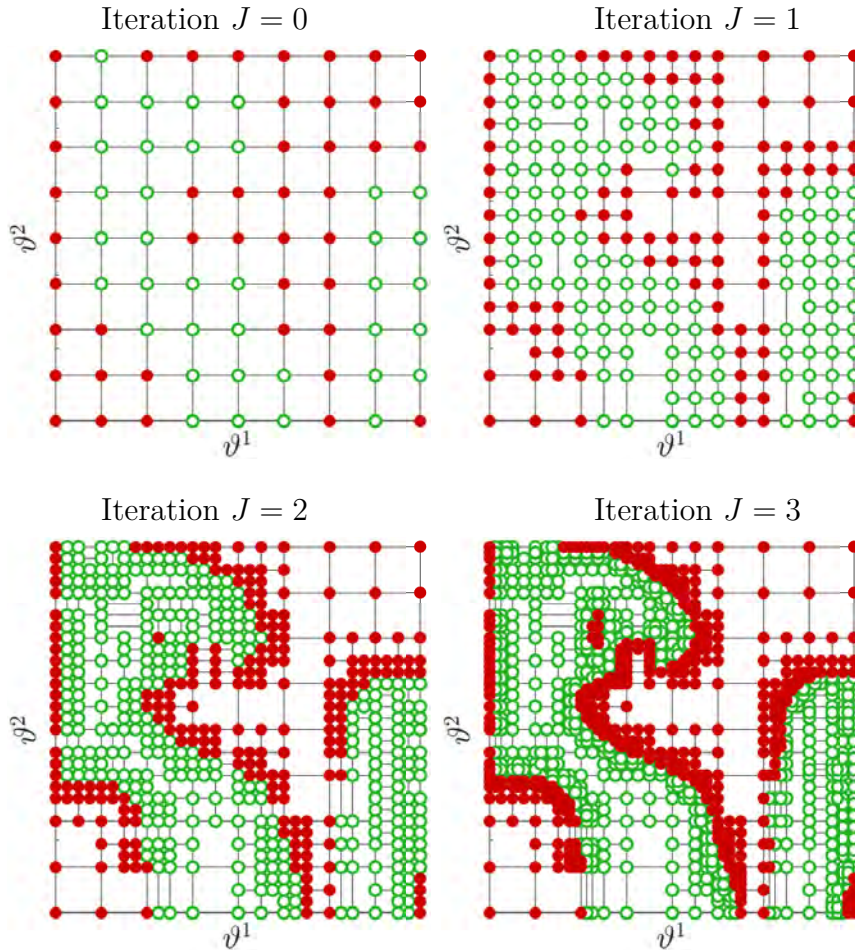 Iteration J = 0
Iteration J = 1
ϑ²
ϑ¹
ϑ²
ϑ¹
Iteration J = 2
Iteration J = 3
ϑ²
ϑ¹
ϑ²
ϑ¹